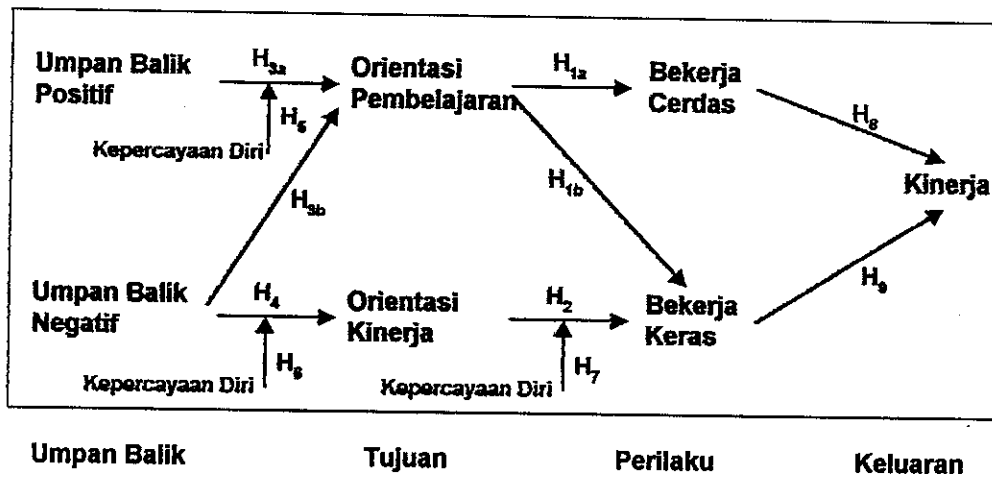 Umpan Balik
Positif
H3a
Orientasi
Pembelajaran
H1a
Bekerja
Cerdas
H8
H5
Kepercayaan Diri
H3b
H1b
Kinerja
Umpan Balik
Negatif
H4
Orientasi
Kinerja
H2
Bekerja
Keras
H9
H6
Kepercayaan Diri
H7
Kepercayaan Diri
Umpan Balik
Tujuan
Perilaku
Keluaran